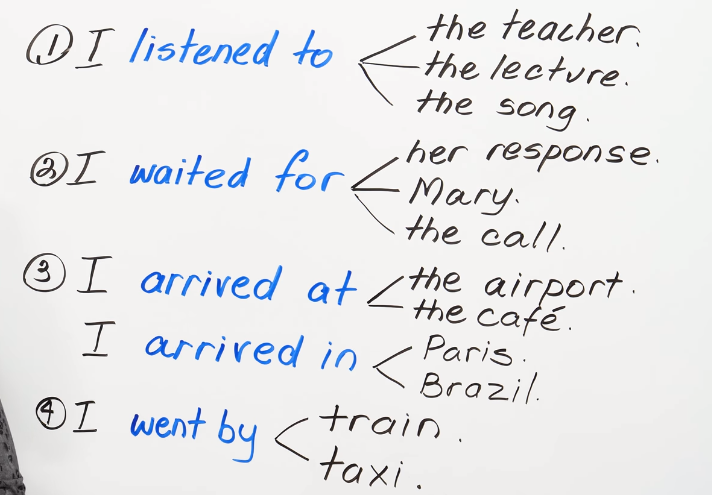 ① I listened to the teacher.
the lecture.
the song.
② I waited for her response.
Mary.
the call.
③ I arrived at the airport.
the café.
I arrived in Paris.
Brazil.
④ I went by train.
taxi.